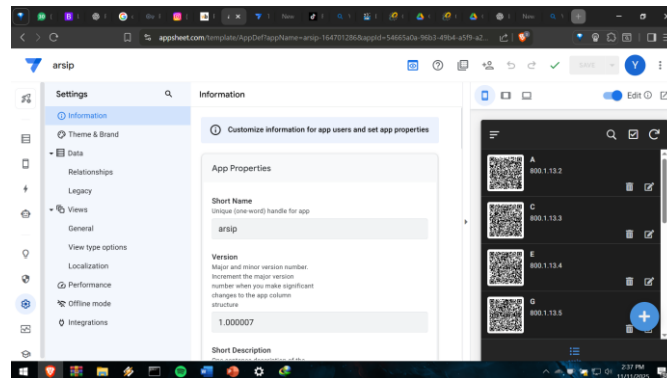 New
New
appsheet.com/template/AppDef?appName=arsip-164701286&appId=54665a0a-96b3-49b4-a5f9-a2...
arsip
SAVE
Y
Settings
Information
Theme & Brand
Data
Relationships
Legacy
Views
General
View type options
Localization
Performance
Offline mode
Integrations
Information
Customize information for app users and set app properties
App Properties
Short Name
Unique (one-word) handle for app
arsip
Version
Major and minor version number.
Increment the major version
number when you make significant
changes to the app column
structure
1.000007
Short Description
Edit
A
800.1.13.2
C
800.1.13.3
E
800.1.13.4
G
800.1.13.5
2:37 PM
11/11/2025